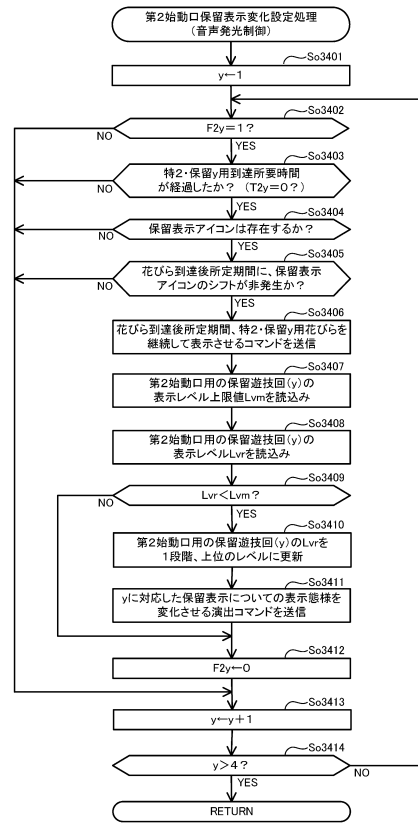 第2始動口保留表示変化設定処理
(音声発光制御)
So3401
y←1
So3402
F2y=1?
NO
YES
So3403
特2・保留y用到達所要時間
が経過したか? (T2y=0?)
NO
YES
So3404
保留表示アイコンは存在するか?
NO
YES
So3405
花びら到達後所定期間に、保留表示
アイコンのシフトが非発生か?
NO
YES
So3406
花びら到達後所定期間、特2・保留y用花びらを
継続して表示させるコマンドを送信
So3407
第2始動口用の保留遊技回(y)の
表示レベル上限値Lvmを読込み
So3408
第2始動口用の保留遊技回(y)の
表示レベルLvrを読込み
So3409
Lvr<Lvm?
NO
YES
So3410
第2始動口用の保留遊技回(y)のLvrを
1段階、上位のレベルに更新
So3411
yに対応した保留表示についての表示態様を
変化させる演出コマンドを送信
So3412
F2y←0
So3413
y←y+1
So3414
y>4?
NO
YES
RETURN